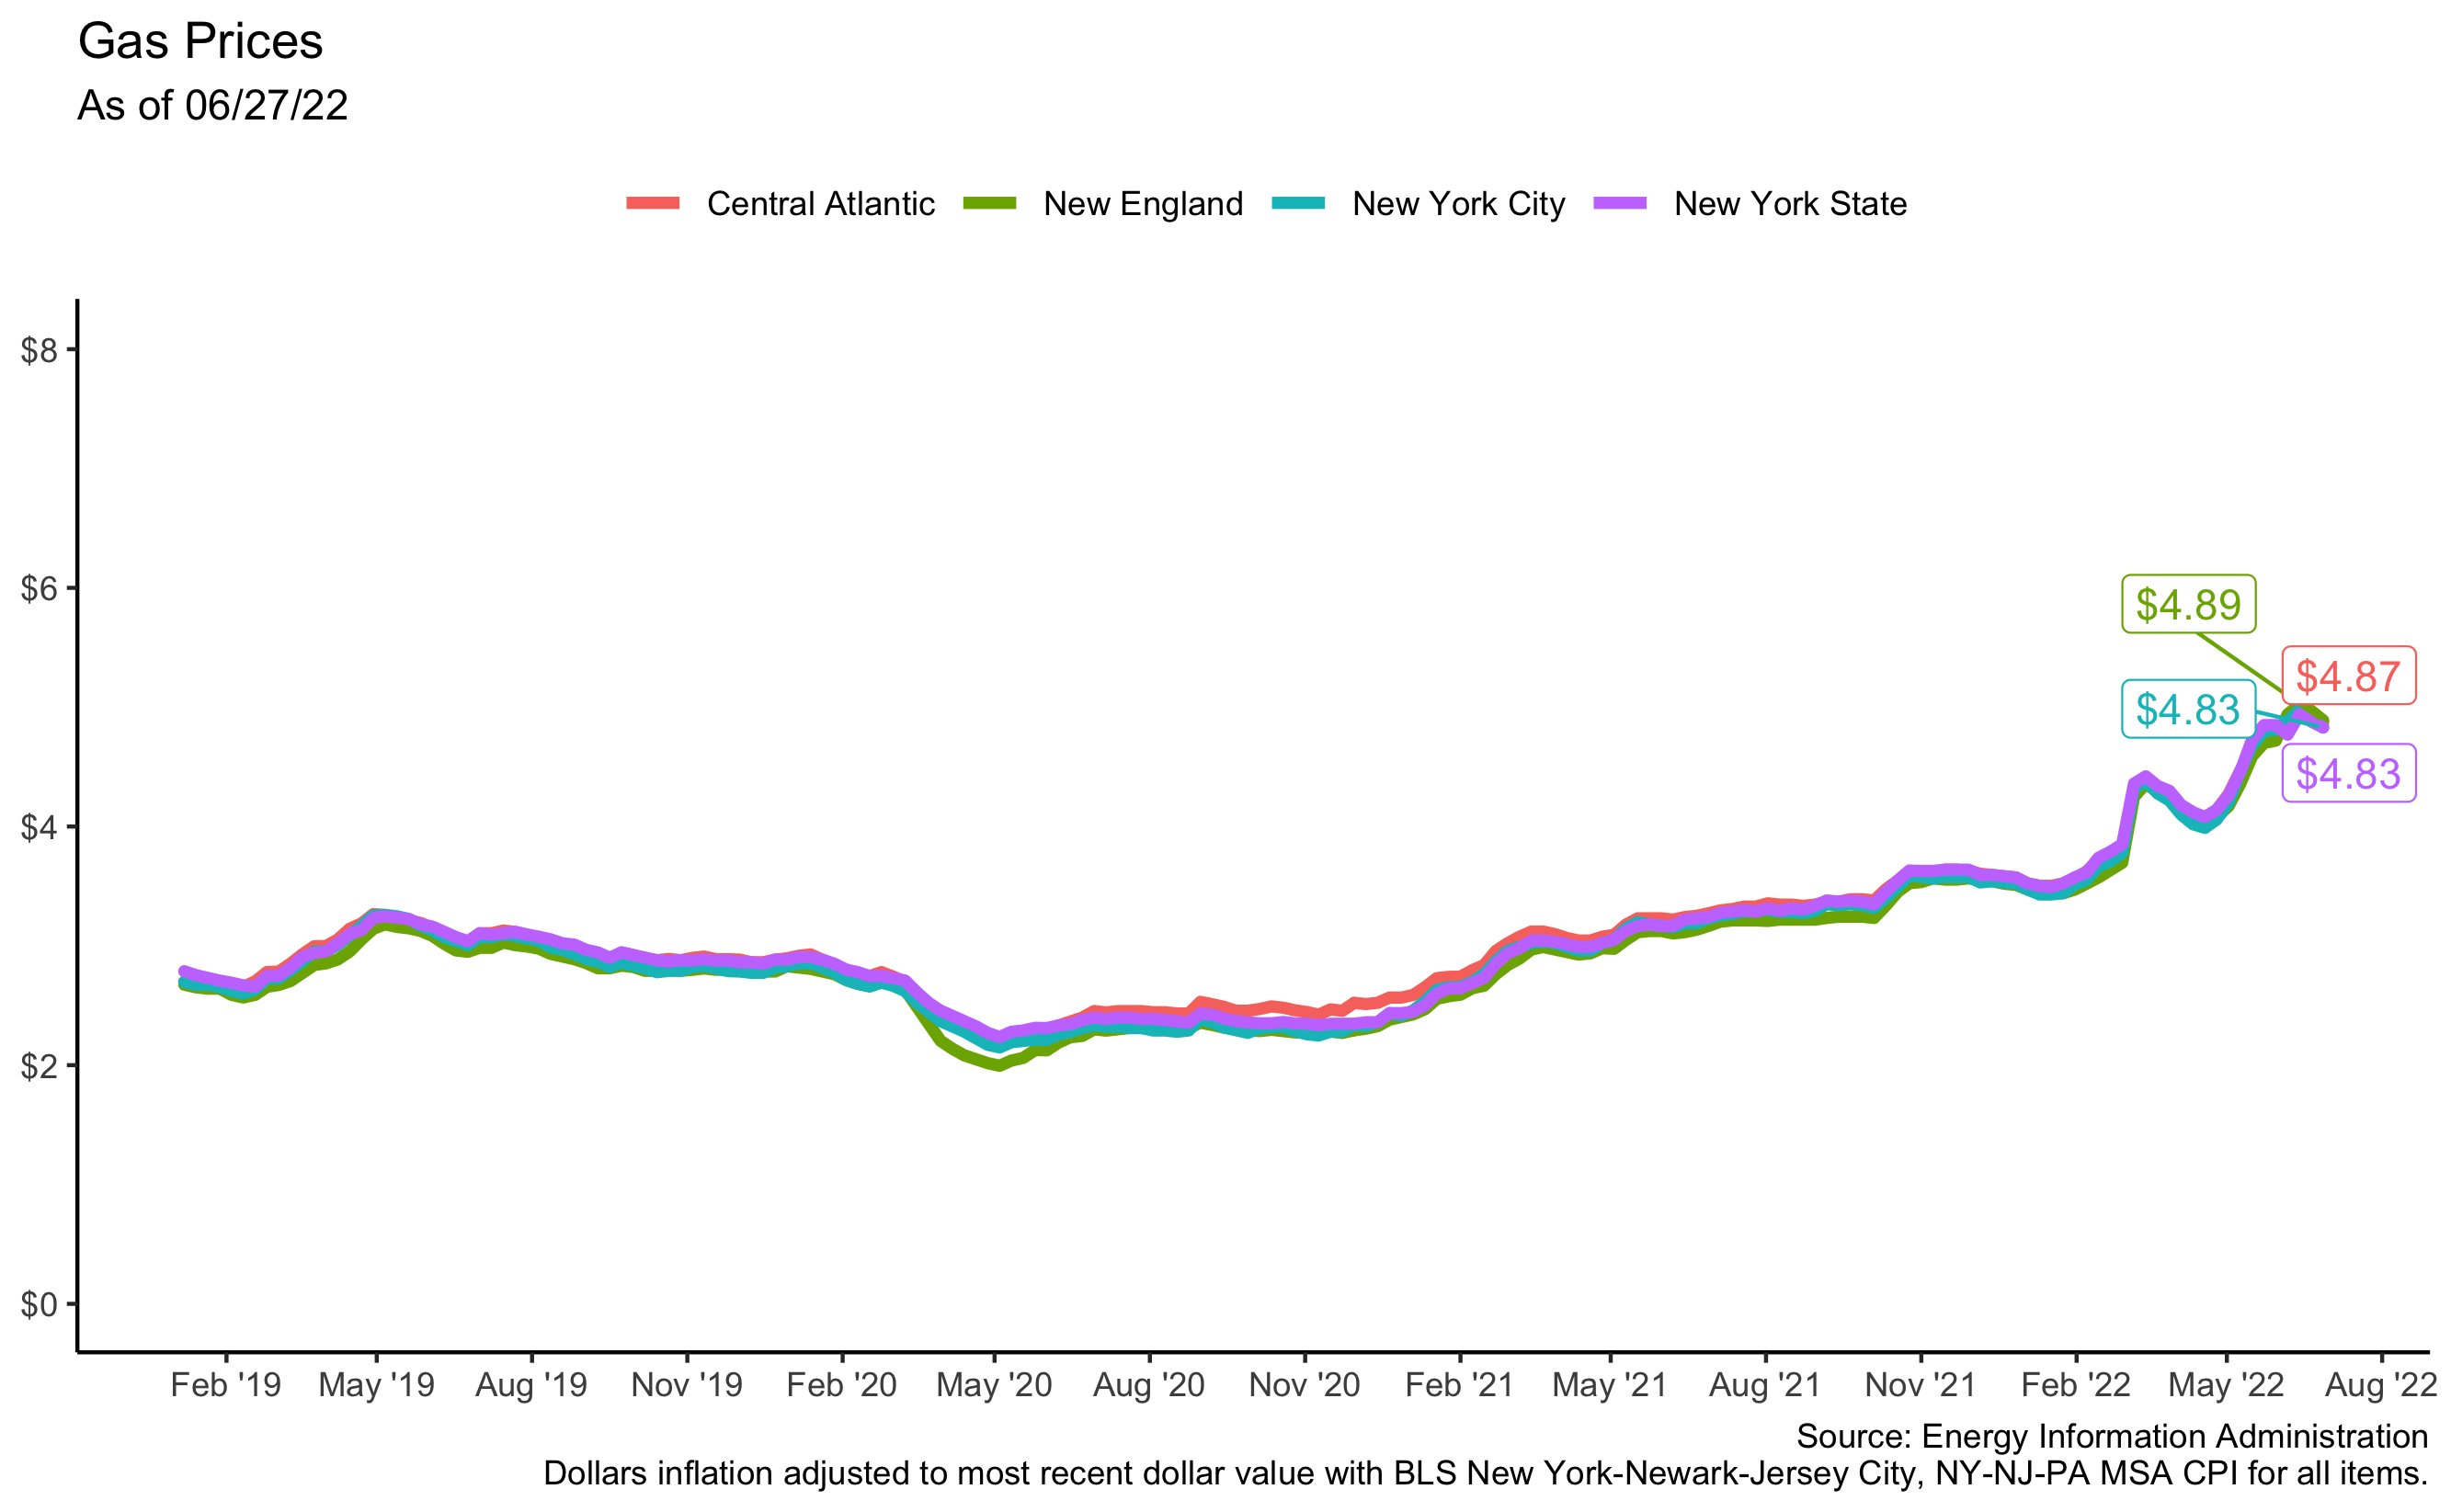 Gas Prices
As of 06/27/22
Central Atlantic New England New York City New York State
$8
$6
$4
$2
$0
$4.89
$4.87
$4.83
$4.83
Feb '19 May '19 Aug '19 Nov '19 Feb '20 May '20 Aug '20 Nov '20 Feb '21 May '21 Aug '21 Nov '21 Feb '22 May '22 Aug '22
Source: Energy Information Administration
Dollars inflation adjusted to most recent dollar value with BLS New York-Newark-Jersey City, NY-NJ-PA MSA CPI for all items.